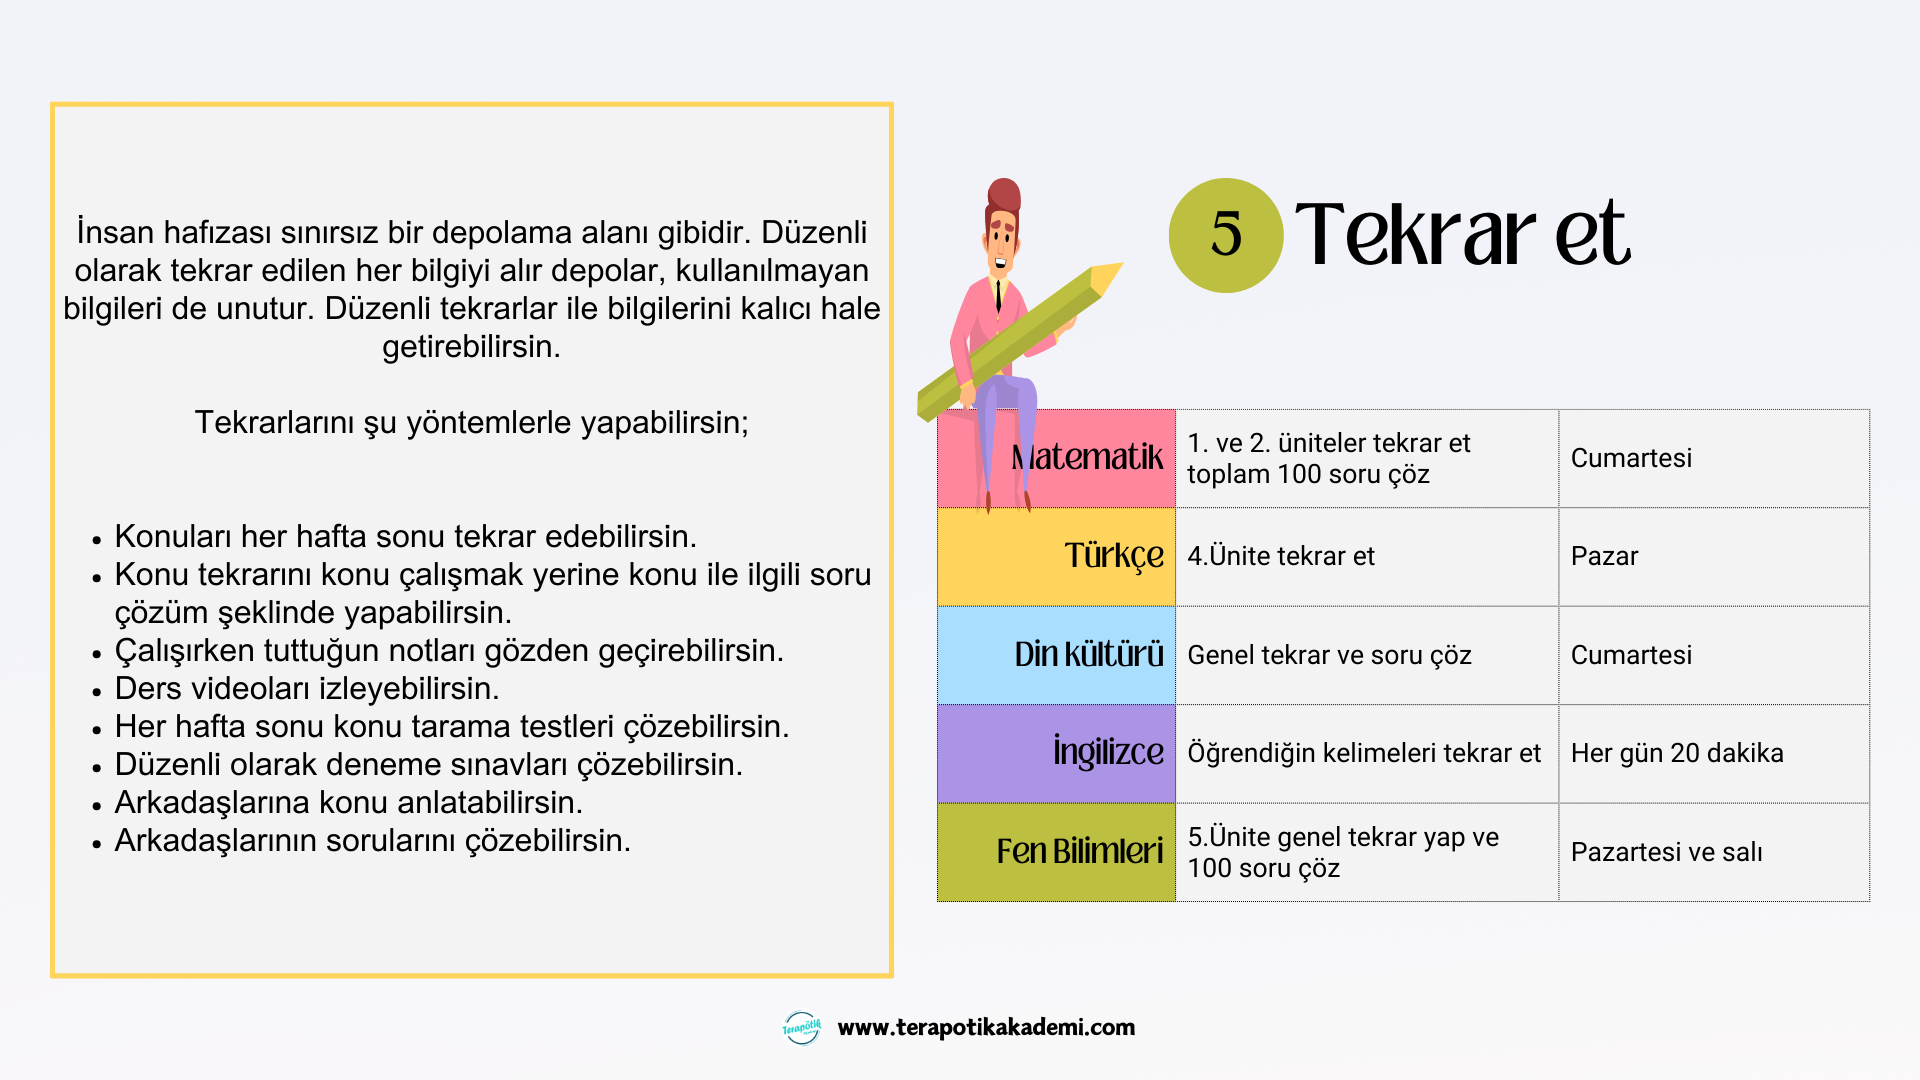 İnsan hafızası sınırsız bir depolama alanı gibidir. Düzenli
olarak tekrar edilen her bilgiyi alır depolar, kullanılmayan
bilgileri de unutur. Düzenli tekrarlar ile bilgilerini kalıcı hale
getirebilirsin.
Tekrarlarını şu yöntemlerle yapabilirsin;
• Konuları her hafta sonu tekrar edebilirsin.
• Konu tekrarını konu çalışmak yerine konu ile ilgili soru
çözüm şeklinde yapabilirsin.
• Çalışırken tuttuğun notları gözden geçirebilirsin.
• Ders videoları izleyebilirsin.
• Her hafta sonu konu tarama testleri çözebilirsin.
• Düzenli olarak deneme sınavları çözebilirsin.
• Arkadaşlarına konu anlatabilirsin.
• Arkadaşlarının sorularını çözebilirsin.
5 Tekrar et
Matematik
1. ve 2. üniteler tekrar et
toplam 100 soru çöz
Cumartesi
Türkçe
4.Ünite tekrar et
Pazar
Din kültürü
Genel tekrar ve soru çöz
Cumartesi
İngilizce
Öğrendiğin kelimeleri tekrar et
Her gün 20 dakika
Fen Bilimleri
5.Ünite genel tekrar yap ve
100 soru çöz
Pazartesi ve salı
Terapötik
www.terapotikakademi.com